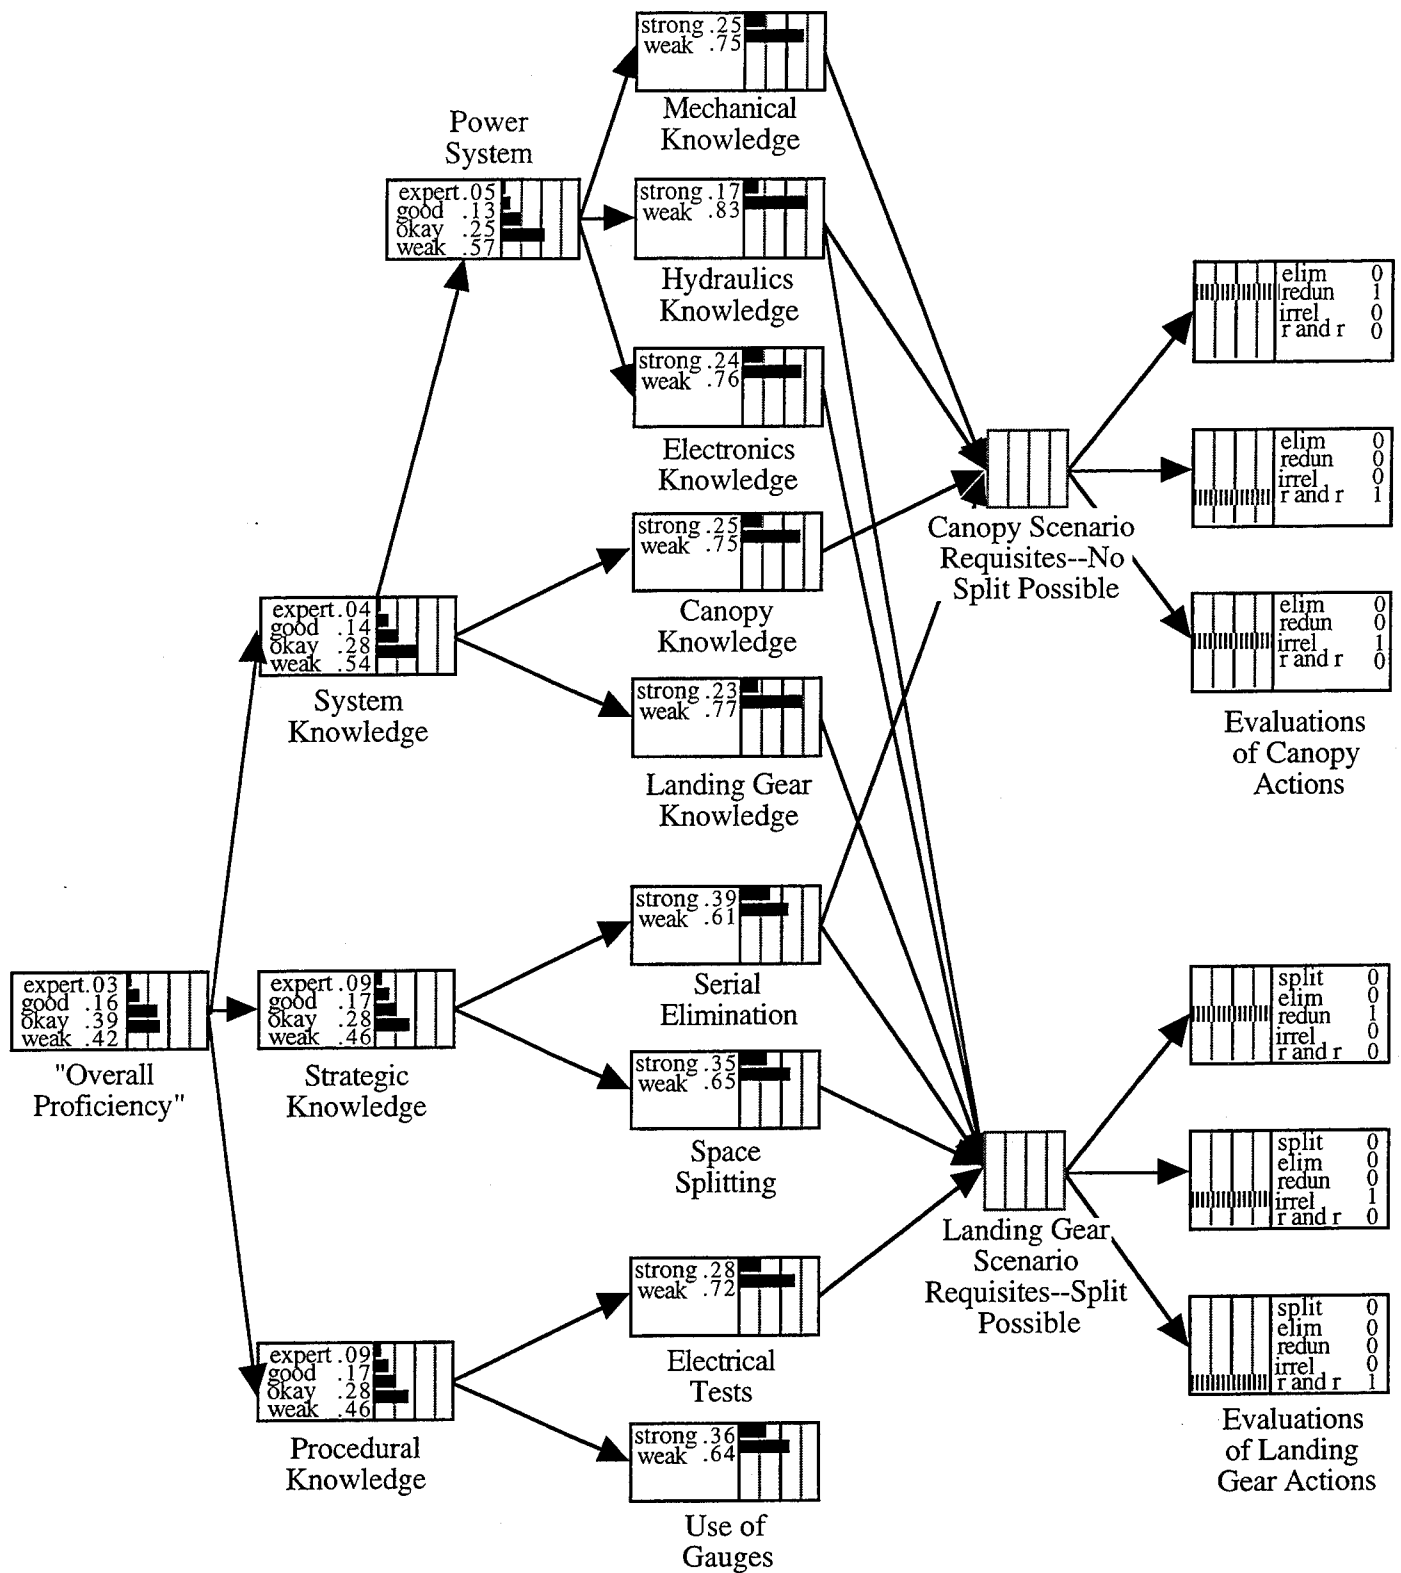 strong .25
weak .75
Mechanical
Knowledge
Power
System
expert .05
good .13
okay .25
weak .57
strong .17
weak .83
Hydraulics
Knowledge
strong .24
weak .76
Electronics
Knowledge
strong .25
weak .75
Canopy
Knowledge
expert .04
good .14
okay .28
weak .54
System
Knowledge
strong .23
weak .77
Landing Gear
Knowledge
expert .03
good .16
okay .39
weak .42
"Overall
Proficiency"
expert .09
good .17
okay .28
weak .46
Strategic
Knowledge
strong .39
weak .61
Serial
Elimination
strong .35
weak .65
Space
Splitting
expert .09
good .17
okay .28
weak .46
Procedural
Knowledge
strong .28
weak .72
Electrical
Tests
strong .36
weak .64
Use of
Gauges
Canopy Scenario
Requisites--No
Split Possible
elim 0
redun 1
irrel 0
r and r 0
elim 0
redun 0
irrel 0
r and r 1
elim 0
redun 0
irrel 1
r and r 0
Evaluations
of Canopy
Actions
Landing Gear
Scenario
Requisites--Split
Possible
split 0
elim 0
redun 1
irrel 0
r and r 0
split 0
elim 0
redun 0
irrel 1
r and r 0
split 0
elim 0
redun 0
irrel 0
r and r 1
Evaluations
of Landing
Gear Actions